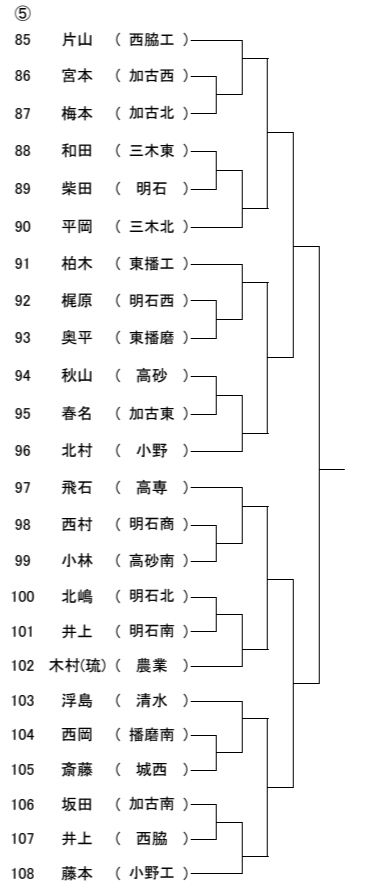 ⑤
85 片山 ( 西脇工 )
86 宮本 ( 加古西 )
87 梅本 ( 加古北 )
88 和田 ( 三木東 )
89 柴田 ( 明石 )
90 平岡 ( 三木北 )
91 柏木 ( 東播工 )
92 梶原 ( 明石西 )
93 奥平 ( 東播磨 )
94 秋山 ( 高砂 )
95 春名 ( 加古東 )
96 北村 ( 小野 )
97 飛石 ( 高専 )
98 西村 ( 明石商 )
99 小林 ( 高砂南 )
100 北嶋 ( 明石北 )
101 井上 ( 明石南 )
102 木村(琉) ( 農業 )
103 浮島 ( 清水 )
104 西岡 ( 播磨南 )
105 斎藤 ( 城西 )
106 坂田 ( 加古南 )
107 井上 ( 西脇 )
108 藤本 ( 小野工 )